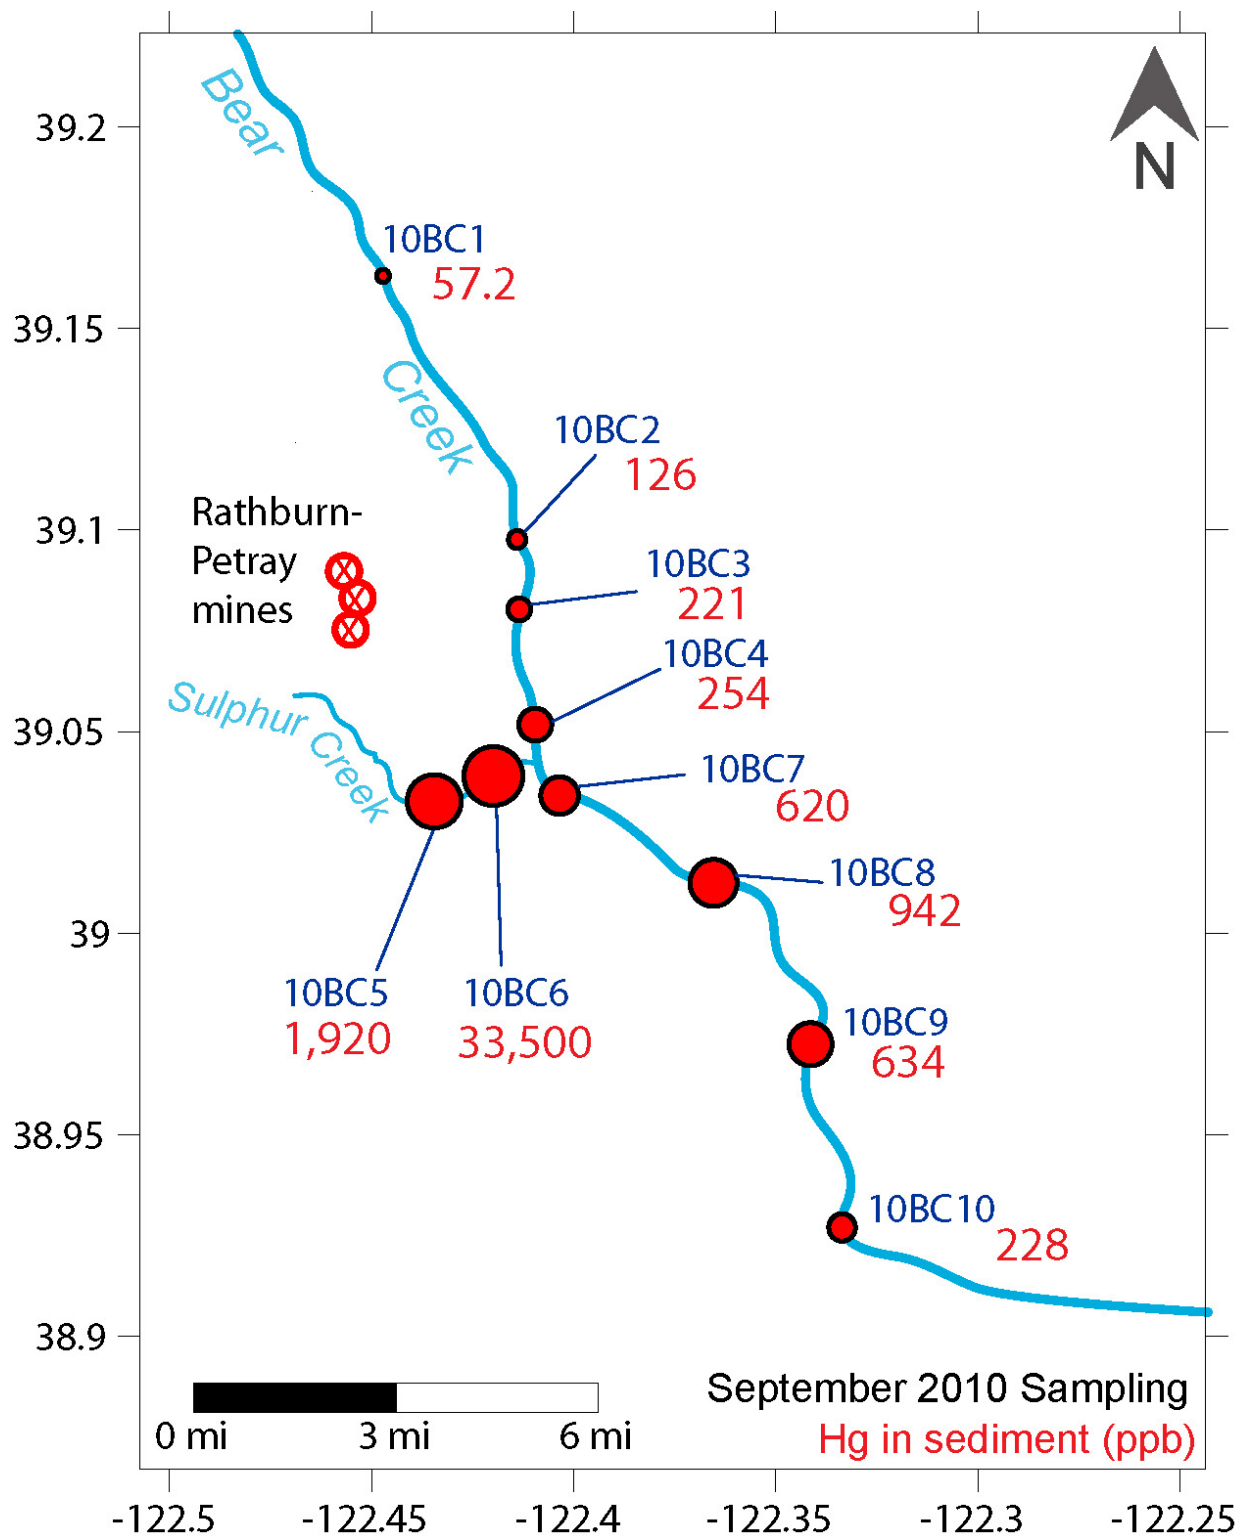 Bear
Creek
N
39.2
39.15
39.1
39.05
39
38.95
38.9
10BC1
57.2
10BC2
126
Rathburn-
Petray
mines
10BC3
221
10BC4
254
Sulphur
Creek
10BC7
620
10BC8
942
10BC5
1,920
10BC6
33,500
10BC9
634
10BC10
228
0 mi
3 mi
6 mi
September 2010 Sampling
Hg in sediment (ppb)
-122.5
-122.45
-122.4
-122.35
-122.3
-122.25